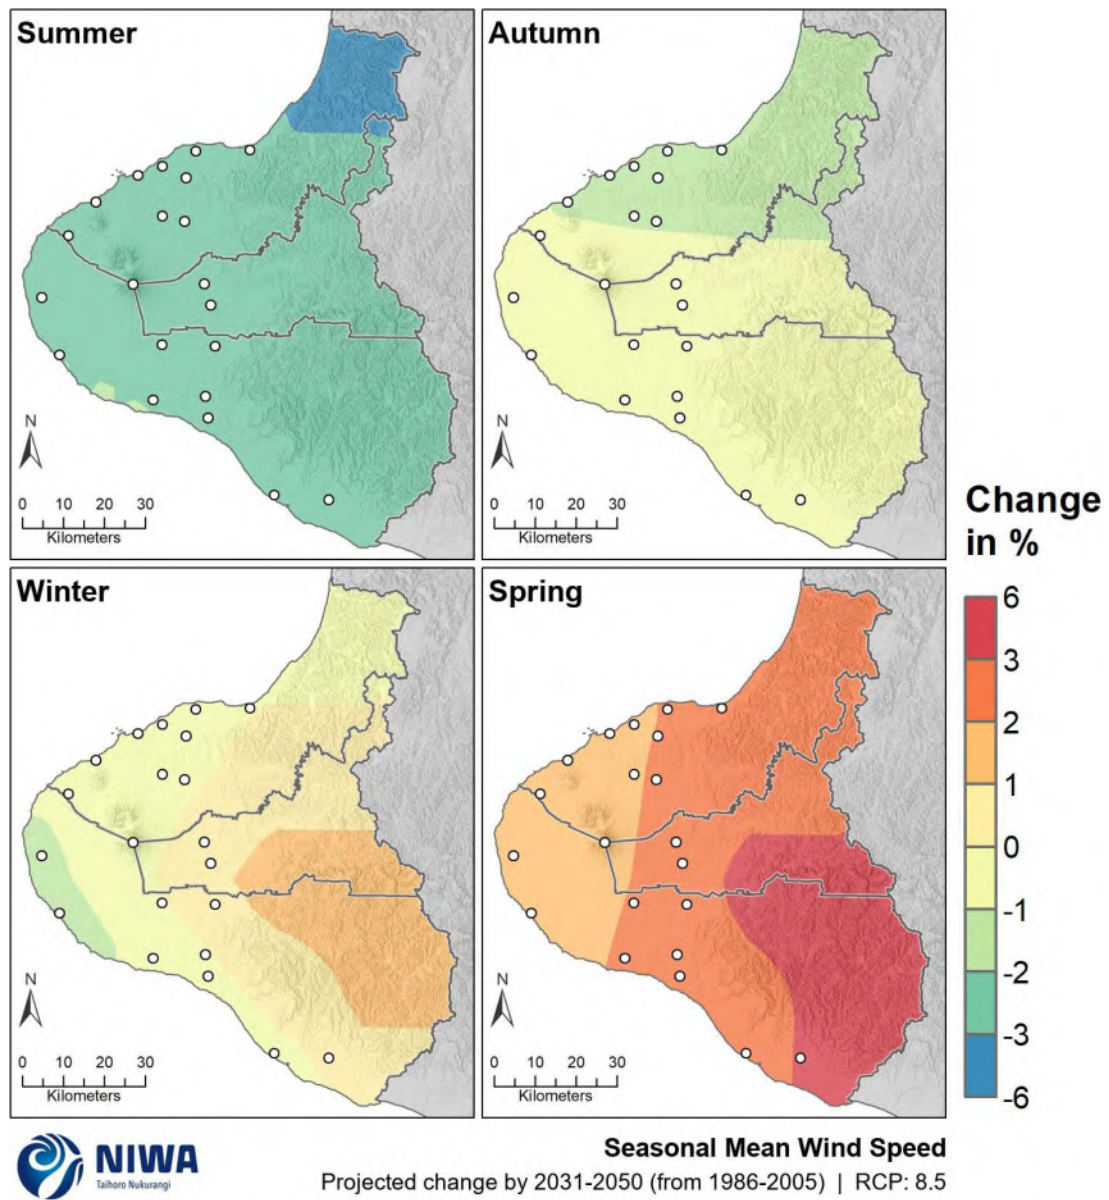 Summer
N
0 10 20 30
Kilometers
Autumn
N
0 10 20 30
Kilometers
Winter
N
0 10 20 30
Kilometers
Spring
N
0 10 20 30
Kilometers
Change
in %
6
3
2
1
0
-1
-2
-3
-6
NIWA
Taihoro Nukurangi
Seasonal Mean Wind Speed
Projected change by 2031-2050 (from 1986-2005) | RCP: 8.5